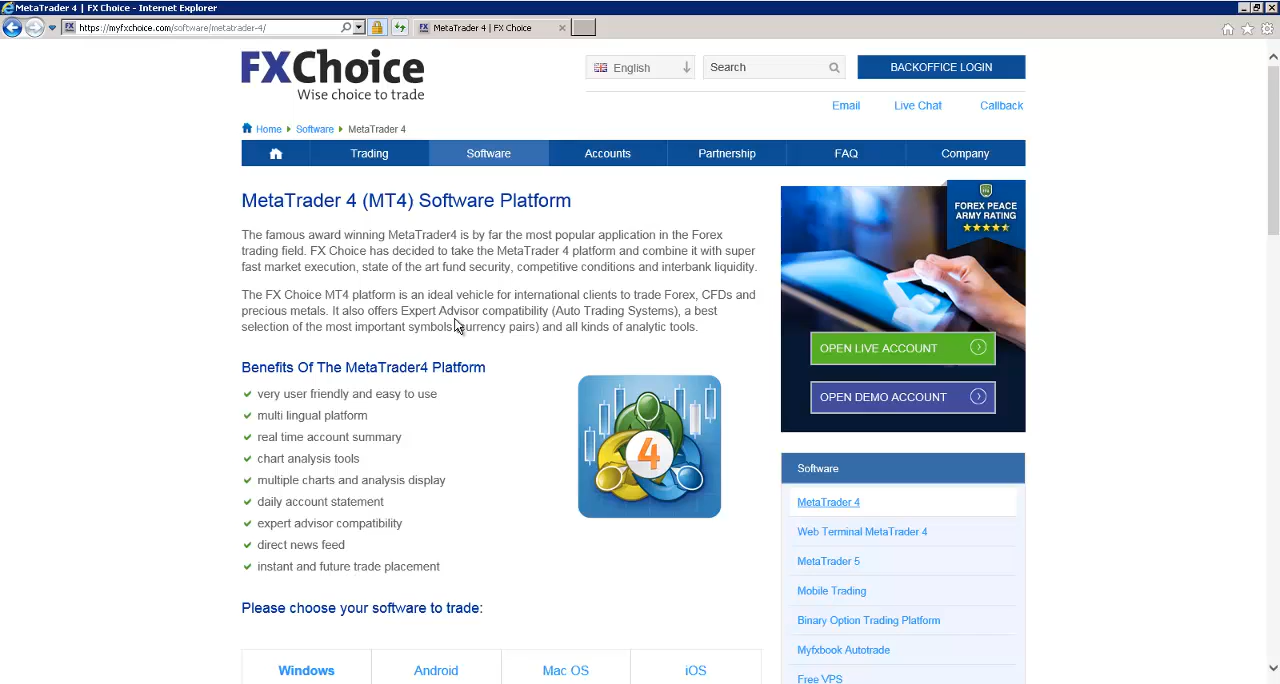 MetaTrader 4 | FX Choice - Internet Explorer
https://myfxchoice.com/software/metatrader-4/
MetaTrader 4 | FX Choice
FXChoice
Wise choice to trade
English
Search
BACKOFFICE LOGIN
Email Live Chat Callback
Home Software MetaTrader 4
Trading Software Accounts Partnership FAQ Company
MetaTrader 4 (MT4) Software Platform
The famous award winning MetaTrader4 is by far the most popular application in the Forex
trading field. FX Choice has decided to take the MetaTrader 4 platform and combine it with super
fast market execution, state of the art fund security, competitive conditions and interbank liquidity.
The FX Choice MT4 platform is an ideal vehicle for international clients to trade Forex, CFDs and
precious metals. It also offers Expert Advisor compatibility (Auto Trading Systems), a best
selection of the most important symbols (currency pairs) and all kinds of analytic tools.
Benefits Of The MetaTrader4 Platform
very user friendly and easy to use
multi lingual platform
real time account summary
chart analysis tools
multiple charts and analysis display
daily account statement
expert advisor compatibility
direct news feed
instant and future trade placement
4
Please choose your software to trade:
Windows Android Mac OS iOS
FOREX PEACE
ARMY RATING
OPEN LIVE ACCOUNT
OPEN DEMO ACCOUNT
Software
MetaTrader 4
Web Terminal MetaTrader 4
MetaTrader 5
Mobile Trading
Binary Option Trading Platform
Myfxbook Autotrade
Free VPS